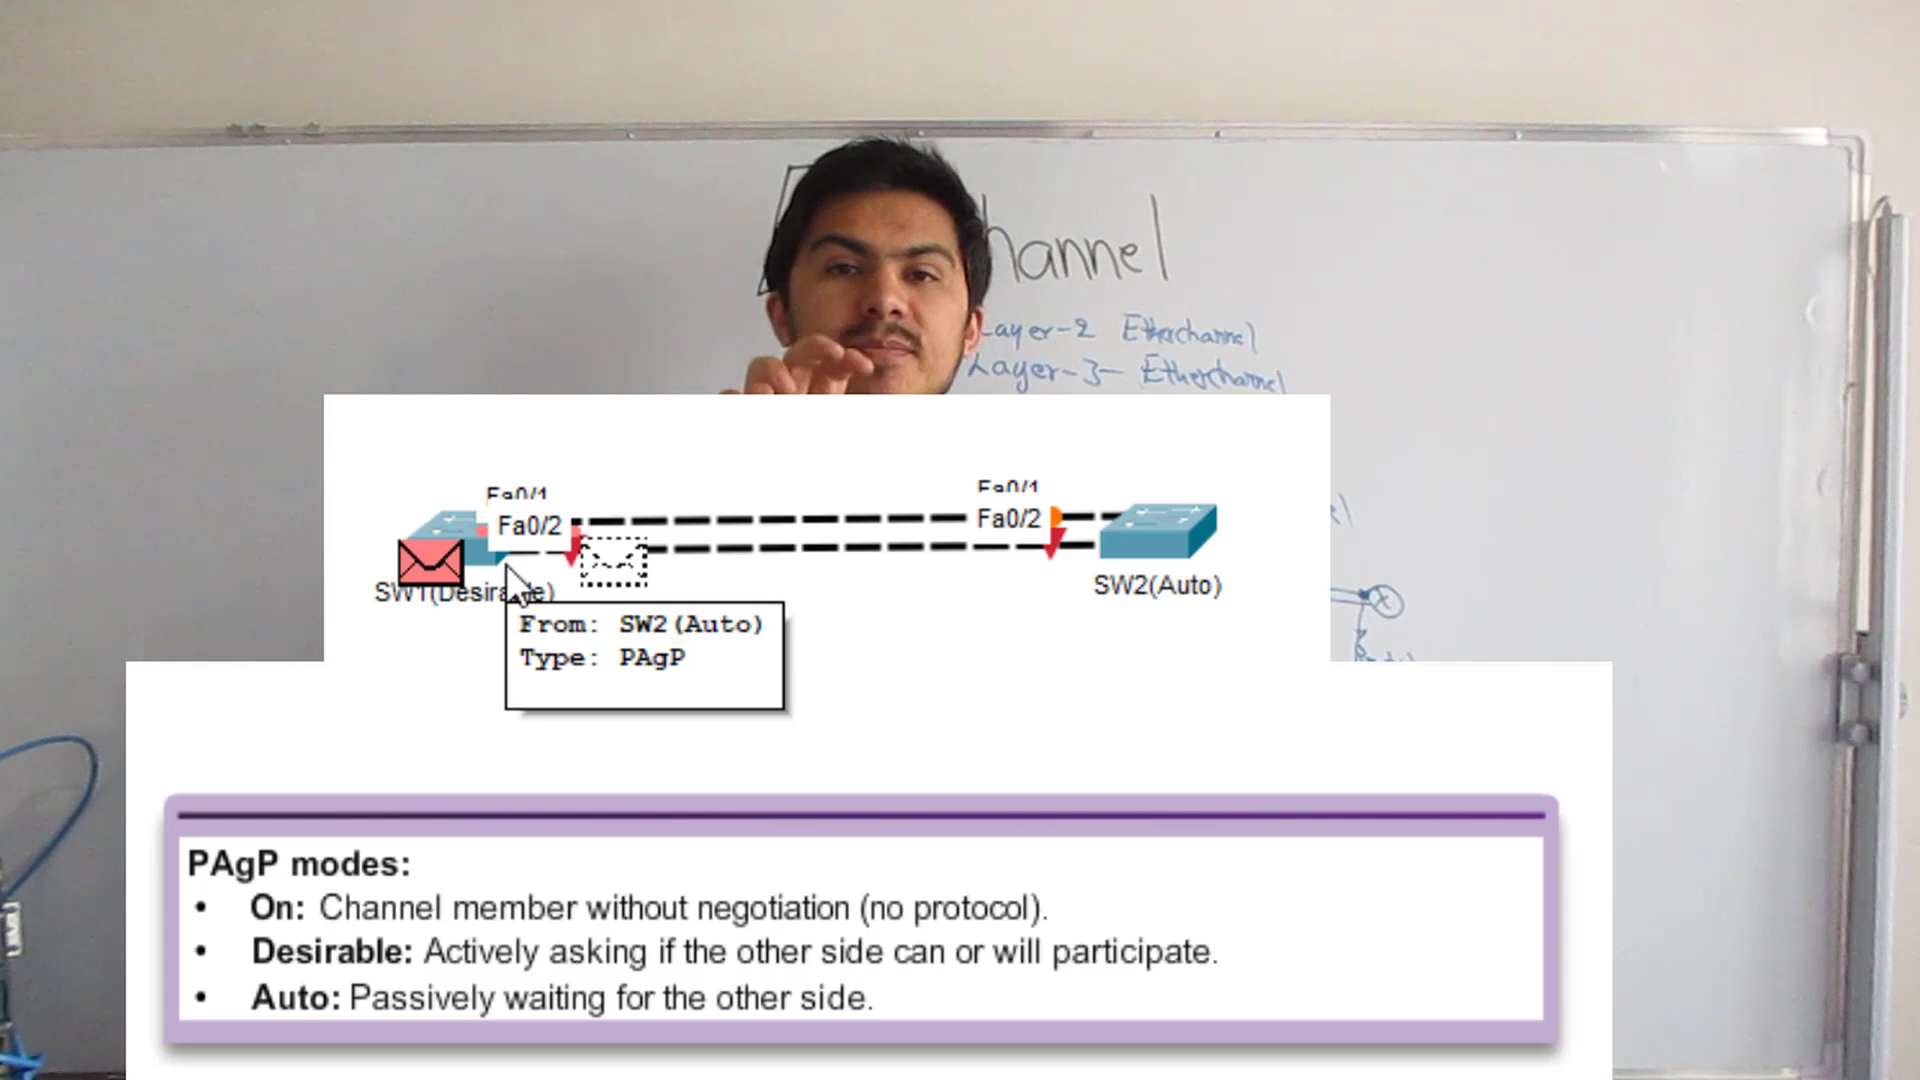 hannel
Layer-2 Etherchannel
Layer-3- Etherchannel
Fa0/1
Fa0/1
Fa0/2
Fa0/2
SW1(Desirable)
SW2(Auto)
From: SW2(Auto)
Type: PAgP
PAgP modes:
• On: Channel member without negotiation (no protocol).
• Desirable: Actively asking if the other side can or will participate.
• Auto: Passively waiting for the other side.